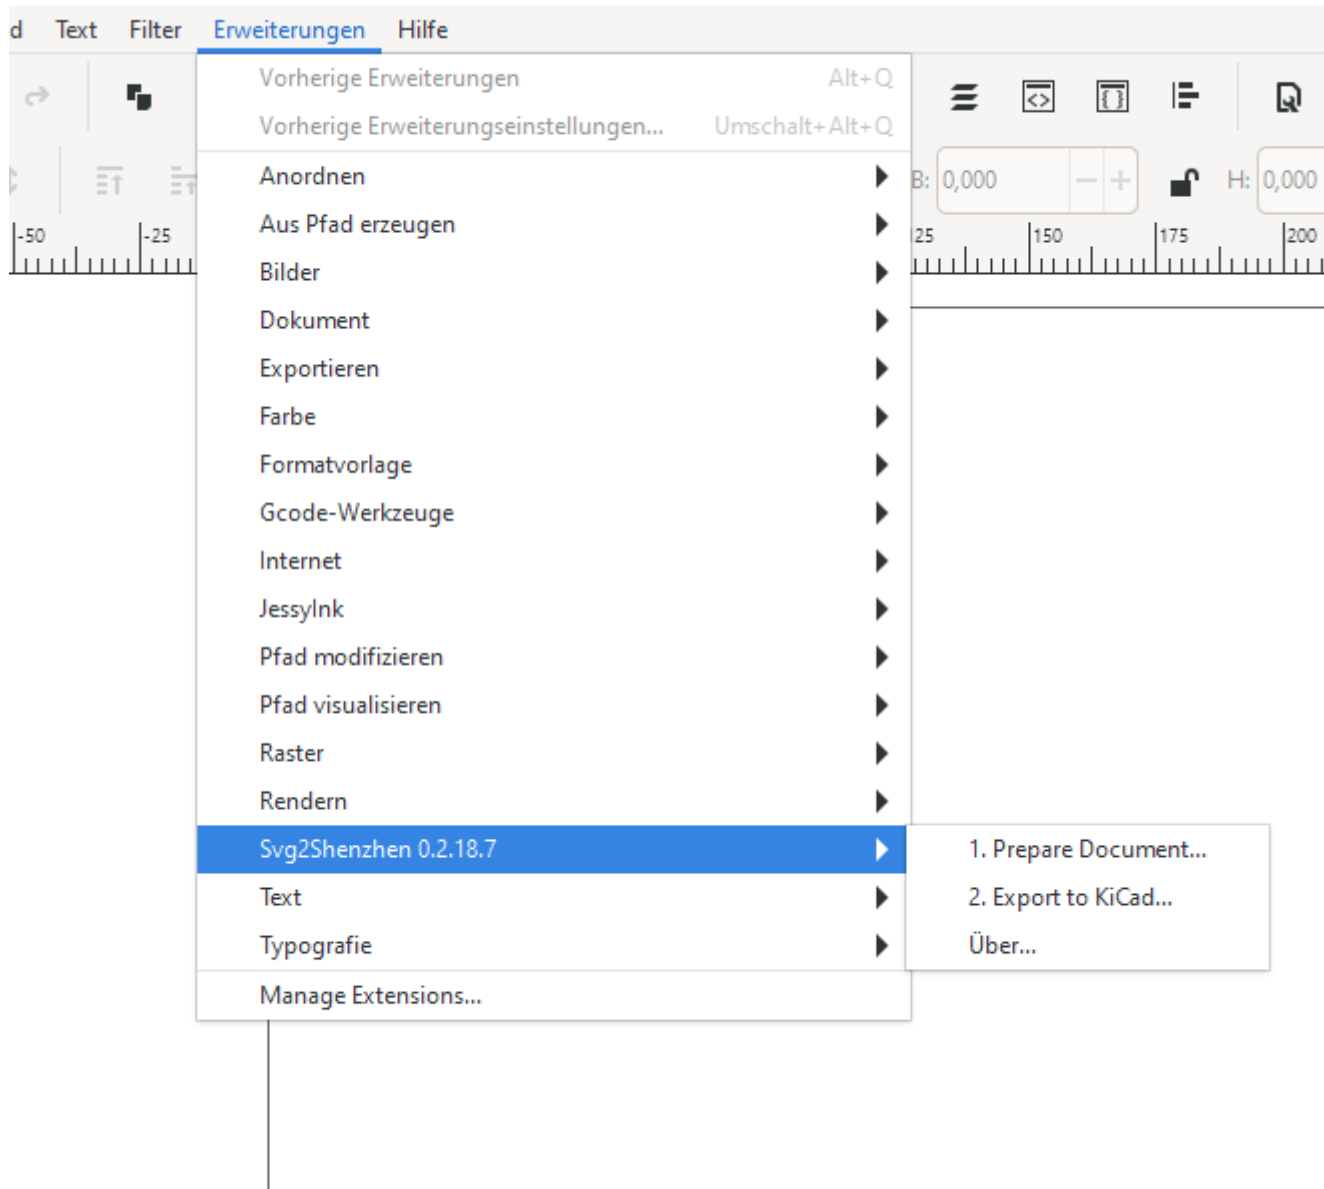 d Text Filter Erweiterungen Hilfe
Vorherige Erweiterungen Alt+Q
Vorherige Erweiterungseinstellungen... Umschalt+Alt+Q
Anordnen
B: 0,000 H: 0,000
Aus Pfad erzeugen
-50 -25 125 150 175 200
Bilder
Dokument
Exportieren
Farbe
Formatvorlage
Gcode-Werkzeuge
Internet
JessyInk
Pfad modifizieren
Pfad visualisieren
Raster
Rendern
Svg2Shenzhen 0.2.18.7
1. Prepare Document...
Text
2. Export to KiCad...
Typografie
Über...
Manage Extensions...